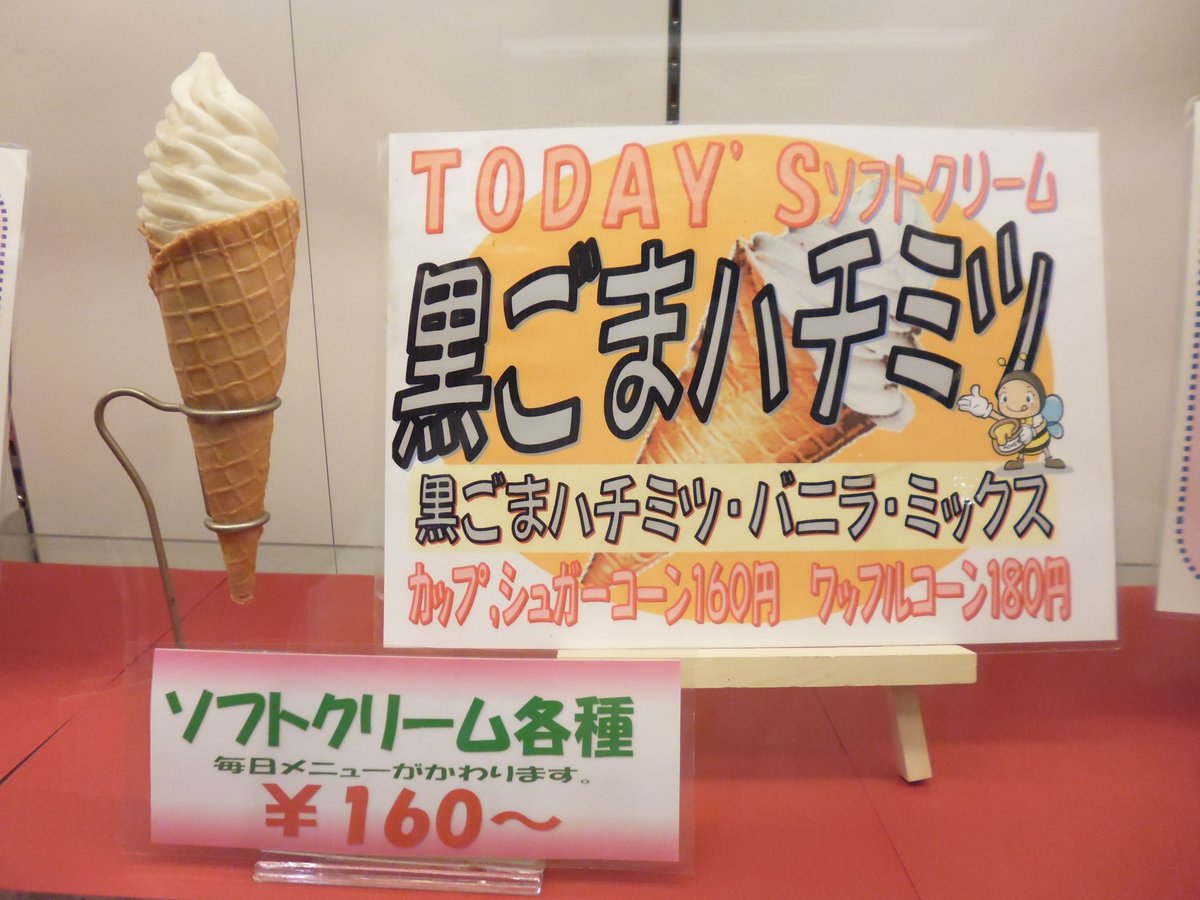 TODAY'Sソフトクリーム
黒ごまハチミツ
黒ごまハチミツ・バニラ・ミックス
カップ、シュガーコーン160円 ワッフルコーン180円
ソフトクリーム各種
毎日メニューがかわります。
¥160～